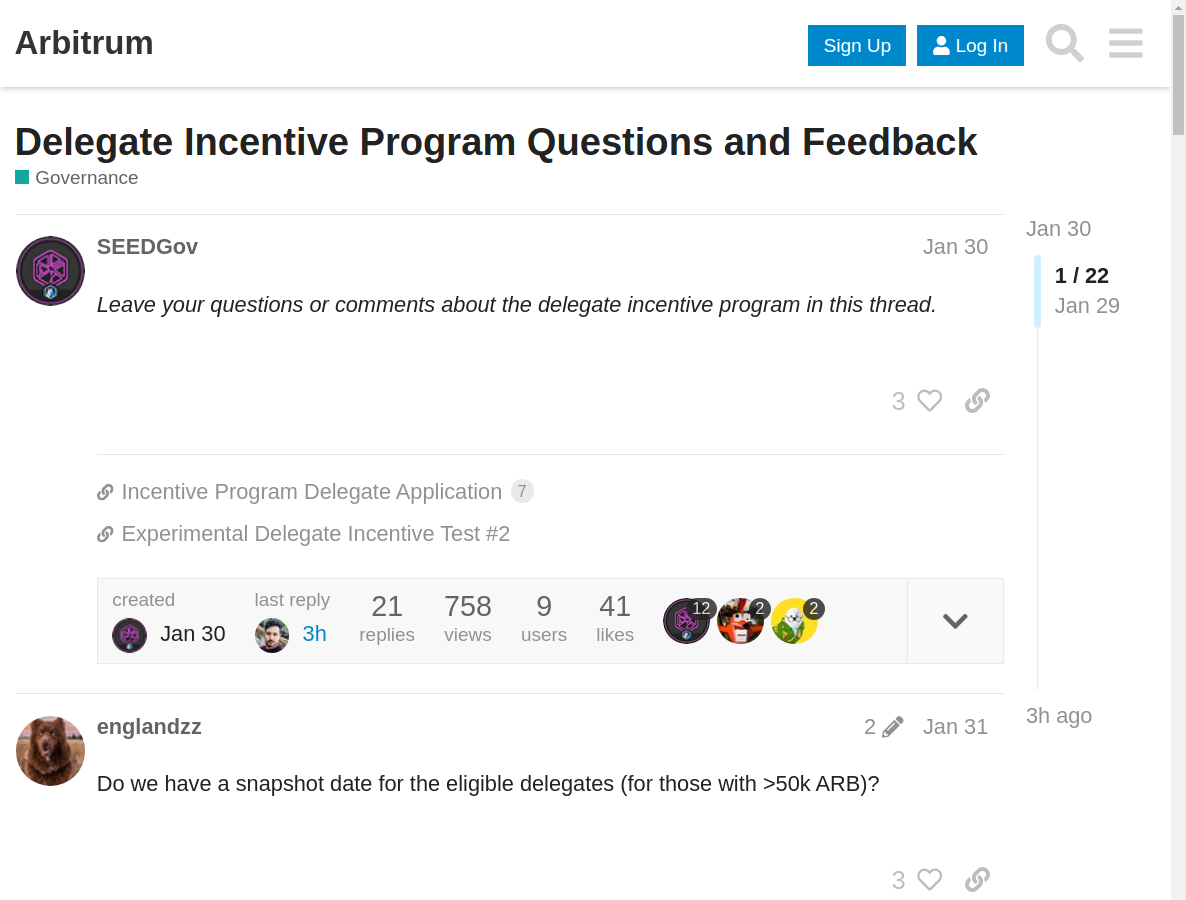 Arbitrum
Sign Up
Log In
Delegate Incentive Program Questions and Feedback
Governance
SEEDGov
Jan 30
Leave your questions or comments about the delegate incentive program in this thread.
3
Incentive Program Delegate Application 7
Experimental Delegate Incentive Test #2
created
Jan 30
last reply
3h
21
replies
758
views
9
users
41
likes
12
2
2
Jan 30
1 / 22
Jan 29
3h ago
englandzz
2
Jan 31
Do we have a snapshot date for the eligible delegates (for those with >50k ARB)?
3